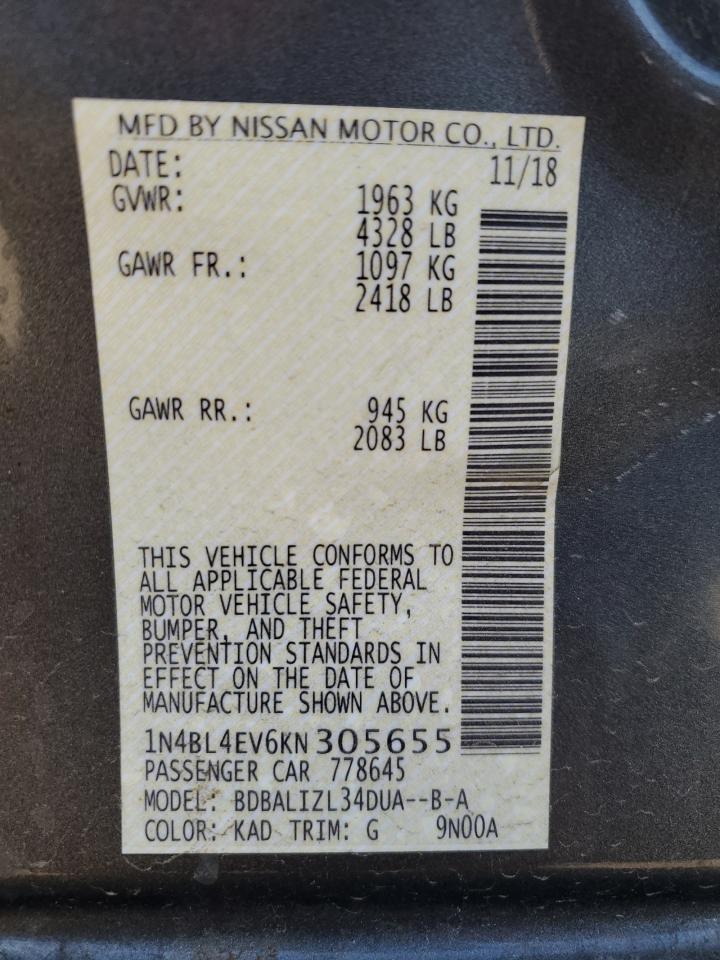 MFD BY NISSAN MOTOR CO., LTD.
DATE: 11/18
GVWR: 1963 KG
4328 LB
GAWR FR.: 1097 KG
2418 LB
GAWR RR.: 945 KG
2083 LB
THIS VEHICLE CONFORMS TO
ALL APPLICABLE FEDERAL
MOTOR VEHICLE SAFETY,
BUMPER, AND THEFT
PREVENTION STANDARDS IN
EFFECT ON THE DATE OF
MANUFACTURE SHOWN ABOVE.
1N4BL4EV6KN 305655
PASSENGER CAR 778645
MODEL: BDBALIZL34DUA--B-A
COLOR: KAD TRIM: G 9N00A